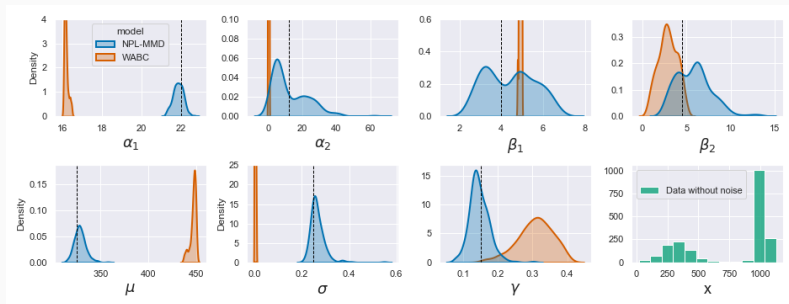 model
NPL-MMD
WABC
Density
4
3
2
1
0
16 18 20 22
α₁
0.10
0.08
0.06
0.04
0.02
0.00
0 20 40 60
α₂
0.6
0.4
0.2
0.0
2 4 6 8
β₁
0.4
0.3
0.2
0.1
0.0
0 5 10 15
β₂
Density
0.15
0.10
0.05
0.00
350 400 450
μ
Density
25
20
15
10
5
0
0.0 0.2 0.4 0.6
σ
15
10
5
0
0.1 0.2 0.3 0.4
γ
Data without noise
1000
750
500
250
0
0 500 1000
x